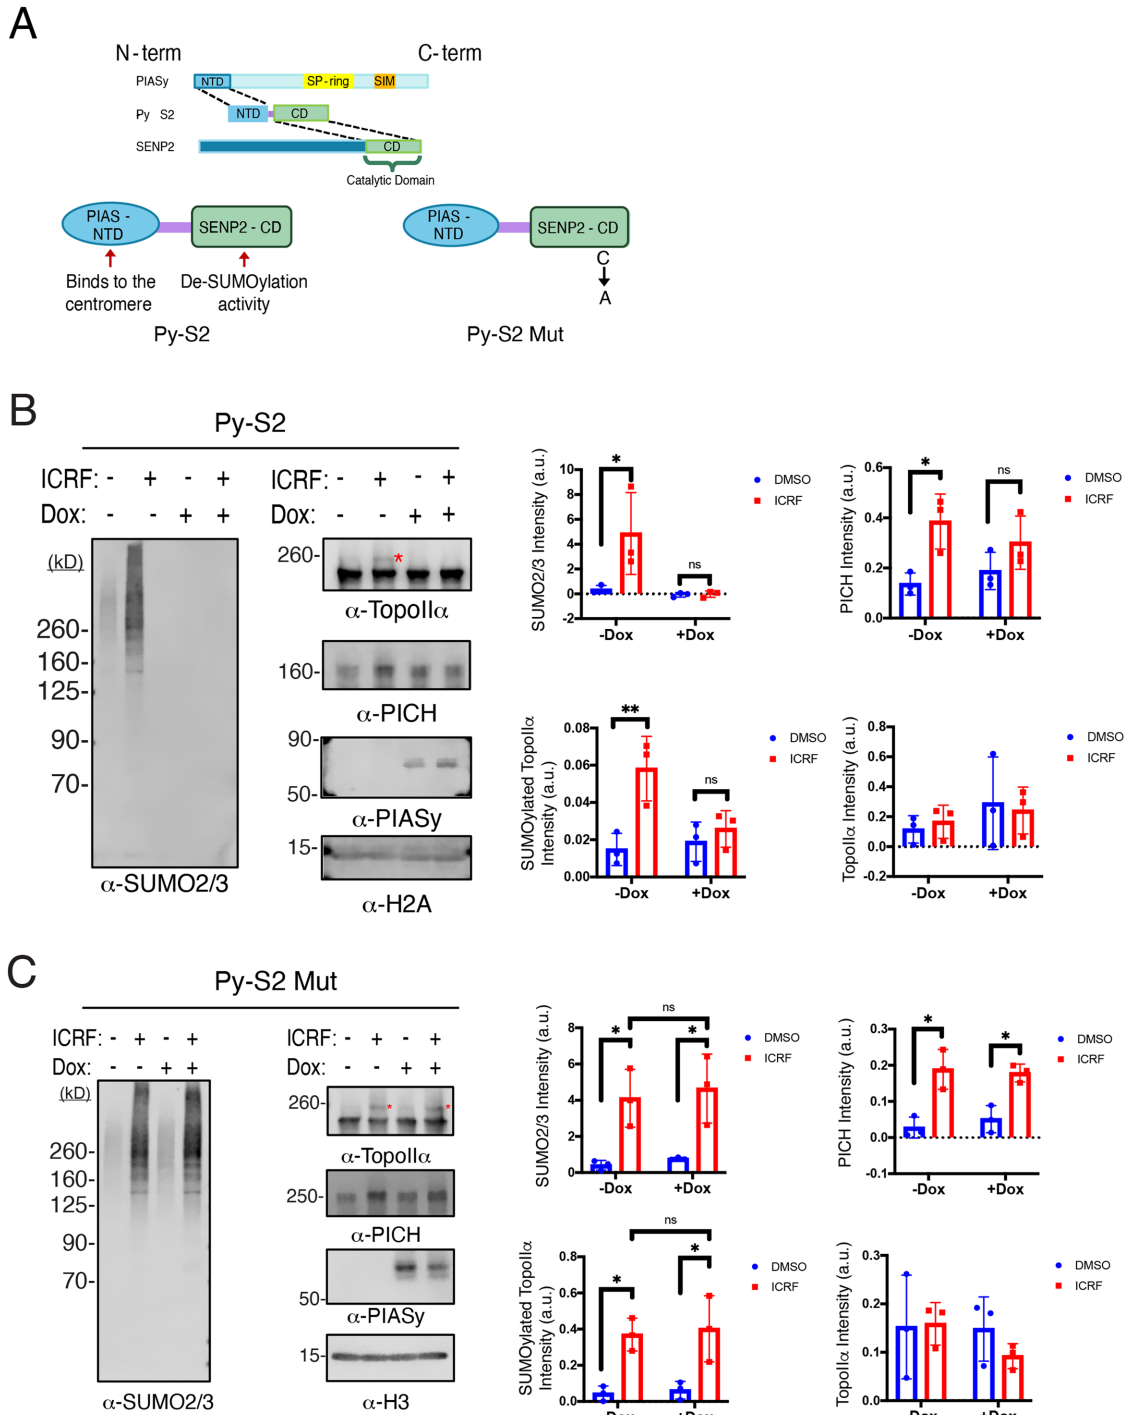 A
N-term
C-term
PIASy
NTD
SP-ring
SIM
Py S2
NTD
CD
SENP2
CD
Catalytic Domain
PIAS -
NTD
SENP2 - CD
PIAS -
NTD
SENP2 - CD
Binds to the
centromere
De-SUMOylation
activity
C
A
Py-S2
Py-S2 Mut
B
Py-S2
ICRF: - + - +
Dox: - - + +
(kD)
260-
160-
125-
90-
70-
α-SUMO2/3
ICRF: - + - +
Dox: - - + +
260-
*
α-TopoIIα
160-
α-PICH
90-
50-
α-PIASy
15-
α-H2A
SUMO2/3 Intensity (a.u.)
10
8
6
4
2
0
-2
*
ns
-Dox
+Dox
DMSO
ICRF
PICH Intensity (a.u.)
0.6
0.4
0.2
0.0
*
ns
-Dox
+Dox
DMSO
ICRF
SUMOylated TopoIIα
Intensity (a.u.)
0.08
0.06
0.04
0.02
0.00
**
ns
-Dox
+Dox
DMSO
ICRF
TopoIIα Intensity (a.u.)
0.8
0.6
0.4
0.2
0.0
-0.2
-Dox
+Dox
DMSO
ICRF
C
Py-S2 Mut
ICRF: - + - +
Dox: - - + +
(kD)
260-
160-
125-
90-
70-
α-SUMO2/3
ICRF: - + - +
Dox: - - + +
260-
* *
α-TopoIIα
250-
α-PICH
50-
α-PIASy
15-
α-H3
SUMO2/3 Intensity (a.u.)
8
6
4
2
0
ns
*
*
-Dox
+Dox
DMSO
ICRF
PICH Intensity (a.u.)
0.3
0.2
0.1
0.0
-0.1
*
*
-Dox
+Dox
DMSO
ICRF
SUMOylated TopoIIα
Intensity (a.u.)
0.8
0.6
0.4
0.2
0.0
ns
*
*
-Dox
+Dox
DMSO
ICRF
TopoIIα Intensity (a.u.)
0.3
0.2
0.1
0.0
-Dox
+Dox
DMSO
ICRF